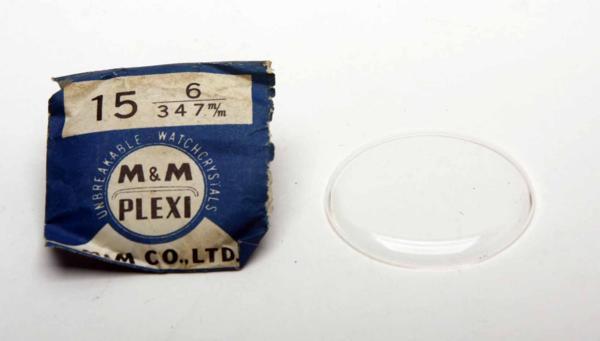 15 6
347 m/m
UNBREAKABLE WATCHCRYSTALS
M&M
PLEXI
CO., LTD.